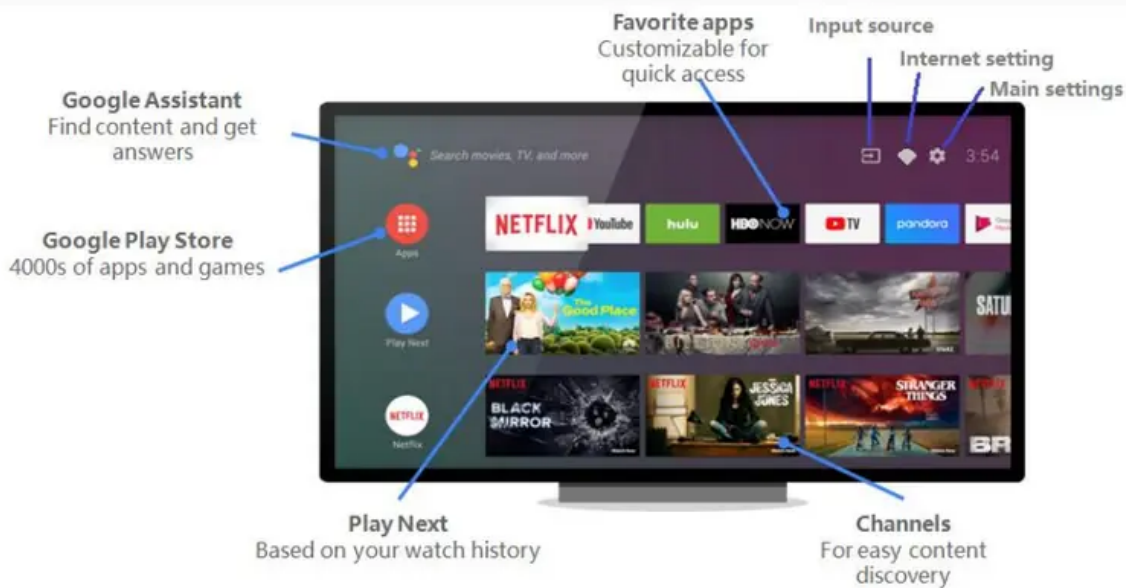 Favorite apps
Customizable for
quick access
Input source
Internet setting
Main settings
Google Assistant
Find content and get
answers
Search movies, TV, and more
3:54
Google Play Store
4000s of apps and games
Apps
NETFLIX
YouTube
hulu
HBO NOW
TV
pandora
Play Next
The
Good Place
SATU
NETFLIX
Netflix
NETFLIX
BLACK
MIRROR
NETFLIX
JESSICA
JONES
NETFLIX
STRANGER
THINGS
BR
Play Next
Based on your watch history
Channels
For easy content
discovery